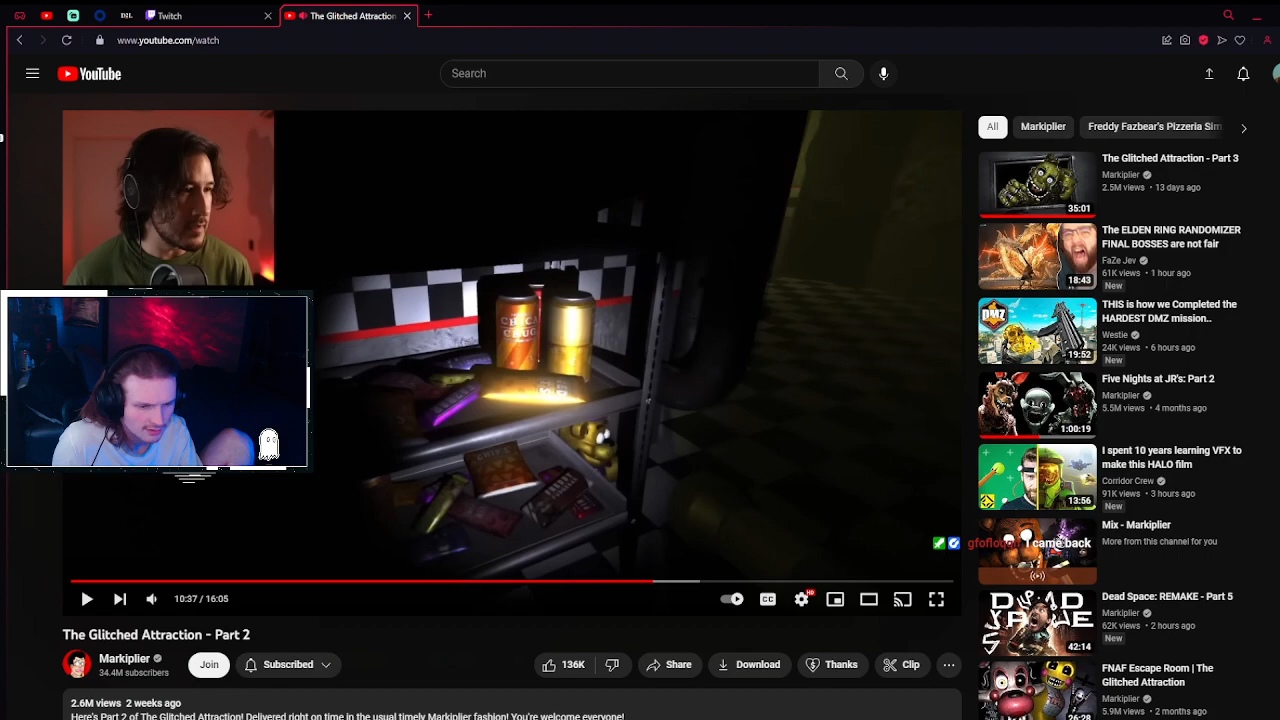 D2L
Twitch
The Glitched Attraction
www.youtube.com/watch
YouTube
Search
All
Markiplier
Freddy Fazbear's Pizzeria Sim
The Glitched Attraction - Part 3
Markiplier
2.5M views · 13 days ago
35:01
The ELDEN RING RANDOMIZER
FINAL BOSSES are not fair
FaZe Jev
61K views · 1 hour ago
New
18:43
THIS is how we Completed the
HARDEST DMZ mission..
Westie
24K views · 6 hours ago
New
DMZ
19:52
Five Nights at JR's: Part 2
Markiplier
5.5M views · 4 months ago
1:00:19
I spent 10 years learning VFX to
make this HALO film
Corridor Crew
91K views · 3 hours ago
New
13:56
Mix - Markiplier
More from this channel for you
gfofloqqf: I came back
Dead Space: REMAKE - Part 5
Markiplier
62K views · 2 hours ago
New
DEAD
42:14
FNAF Escape Room | The
Glitched Attraction
Markiplier
5.9M views · 2 months ago
26:28
CHICA
CHUG
CHIPS
10:37 / 16:05
CC
HD
The Glitched Attraction - Part 2
Markiplier
34.4M subscribers
Join
Subscribed
136K
Share
Download
Thanks
Clip
2.6M views 2 weeks ago
Here's Part 2 of The Glitched Attraction! Delivered right on time in the usual timely Markiplier fashion! You're welcome everyone!